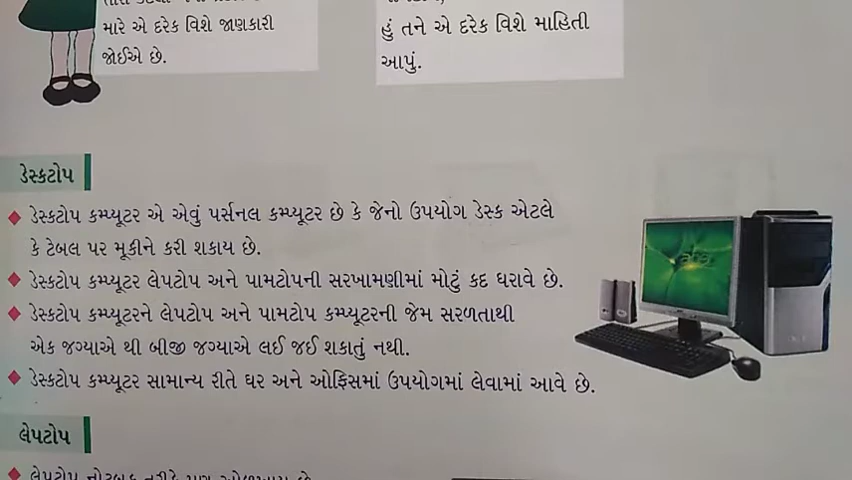 મારે એ દરેક વિશે જાણકારી
જોઈએ છે.
હું તને એ દરેક વિશે માહિતી
આપું.
ડેસ્કટોપ
ડેસ્કટોપ કમ્પ્યૂટર એ એવું પર્સનલ કમ્પ્યૂટર છે કે જેનો ઉપયોગ ડેસ્ક એટલે
કે ટેબલ પર મૂકીને કરી શકાય છે.
ડેસ્કટોપ કમ્પ્યૂટર લેપટોપ અને પામટોપની સરખામણીમાં મોટું કદ ધરાવે છે.
ડેસ્કટોપ કમ્પ્યૂટરને લેપટોપ અને પામટોપ કમ્પ્યૂટરની જેમ સરળતાથી
એક જગ્યાએ થી બીજી જગ્યાએ લઈ જઈ શકાતું નથી.
ડેસ્કટોપ કમ્પ્યૂટર સામાન્ય રીતે ઘર અને ઓફિસમાં ઉપયોગમાં લેવામાં આવે છે.
લેપટોપ